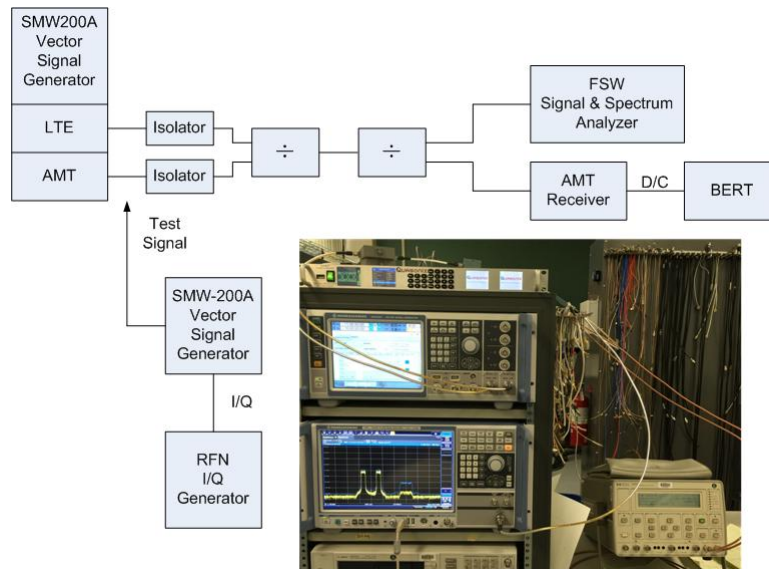 SMW200A
Vector
Signal
Generator
LTE
AMT
Isolator
Isolator
÷
÷
FSW
Signal & Spectrum
Analyzer
AMT
Receiver
D/C
BERT
Test
Signal
SMW-200A
Vector
Signal
Generator
I/Q
RFN
I/Q
Generator